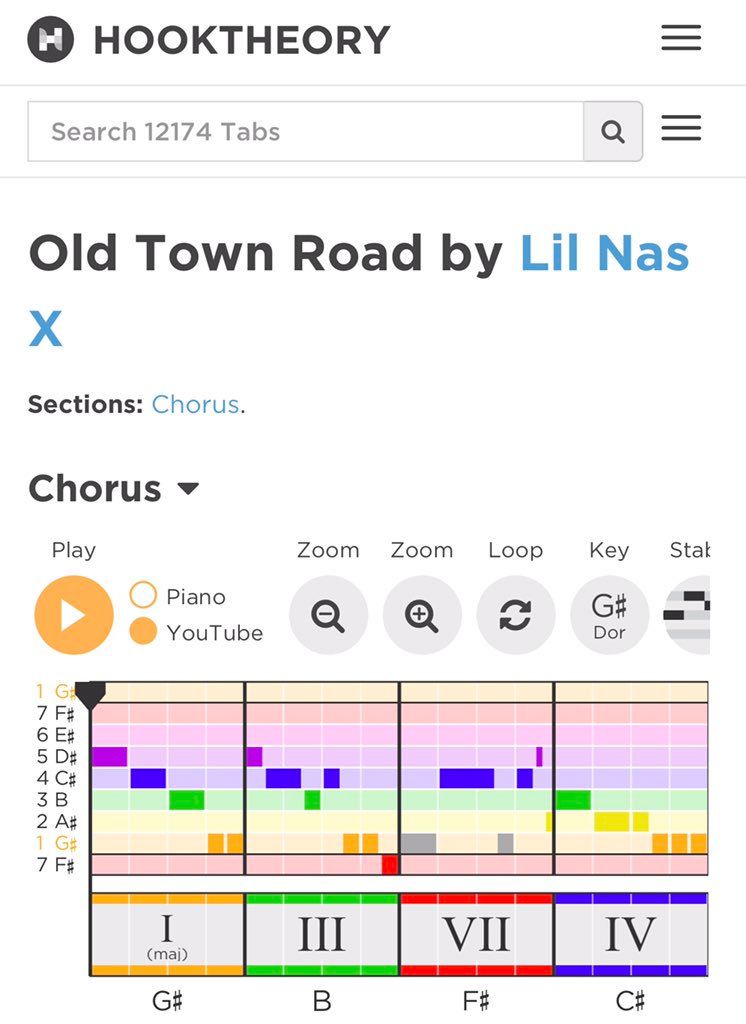 HOOKTHEORY
Search 12174 Tabs
Old Town Road by Lil Nas
X
Sections: Chorus.
Chorus
Play
Zoom
Zoom
Loop
Key
Stab
Piano
YouTube
G♯
Dor
1 G♯
7 F♯
6 E♯
5 D♯
4 C♯
3 B
2 A♯
1 G♯
7 F♯
I
(maj)
III
VII
IV
G♯
B
F♯
C♯